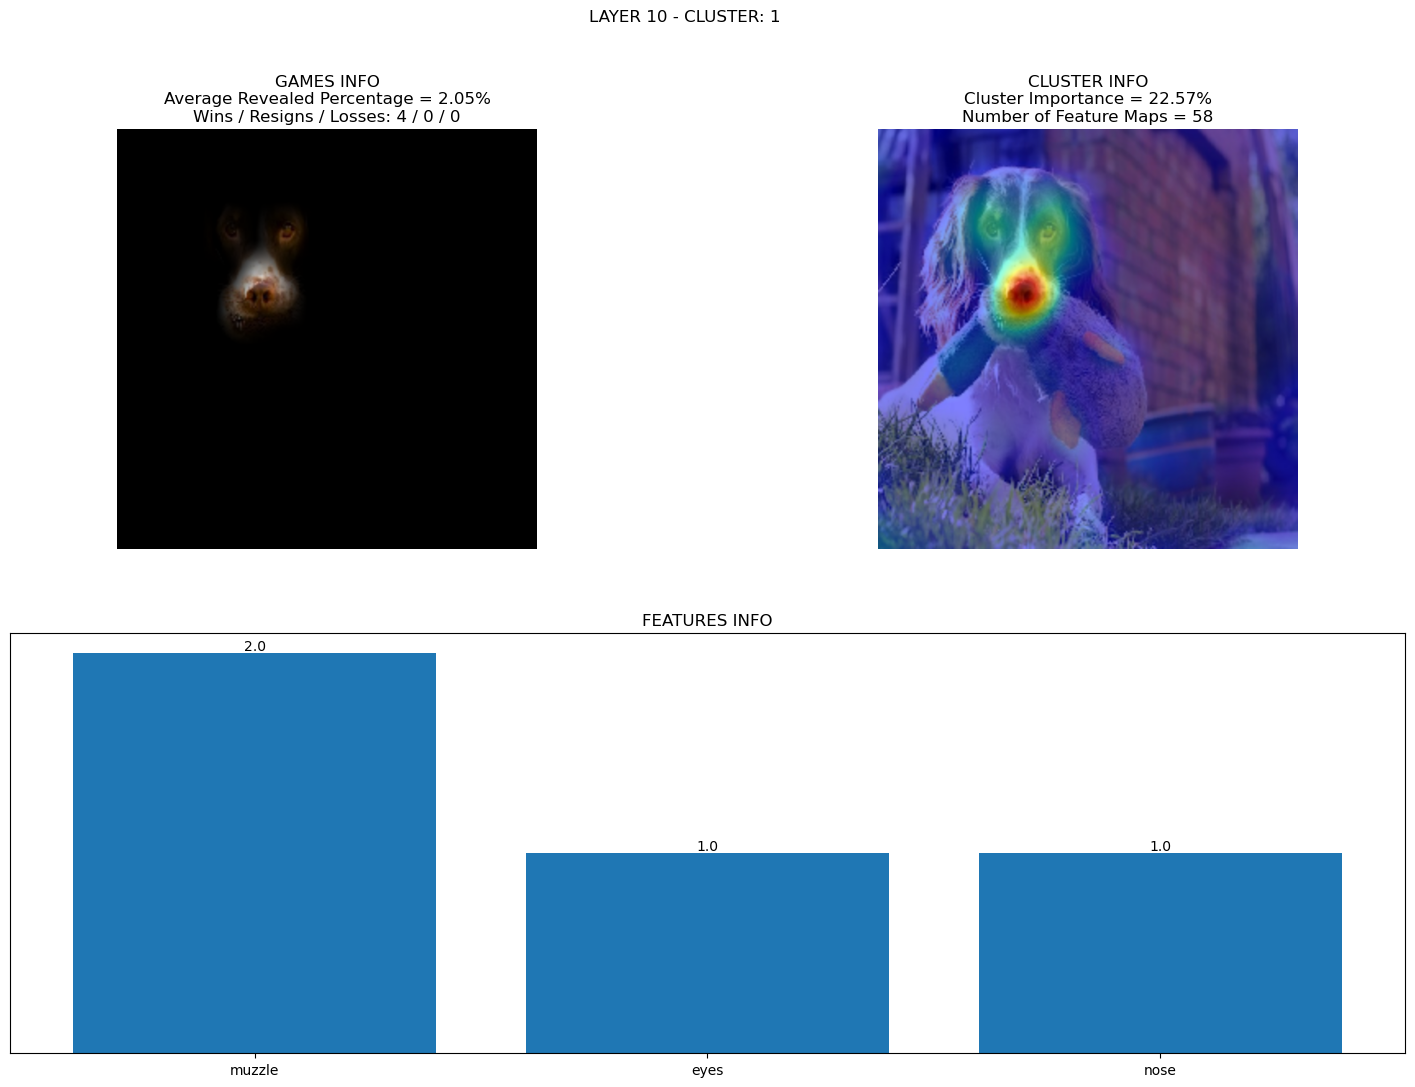 LAYER 10 - CLUSTER: 1
GAMES INFO
Average Revealed Percentage = 2.05%
Wins / Resigns / Losses: 4 / 0 / 0
CLUSTER INFO
Cluster Importance = 22.57%
Number of Feature Maps = 58
FEATURES INFO
2.0
1.0
1.0
muzzle
eyes
nose